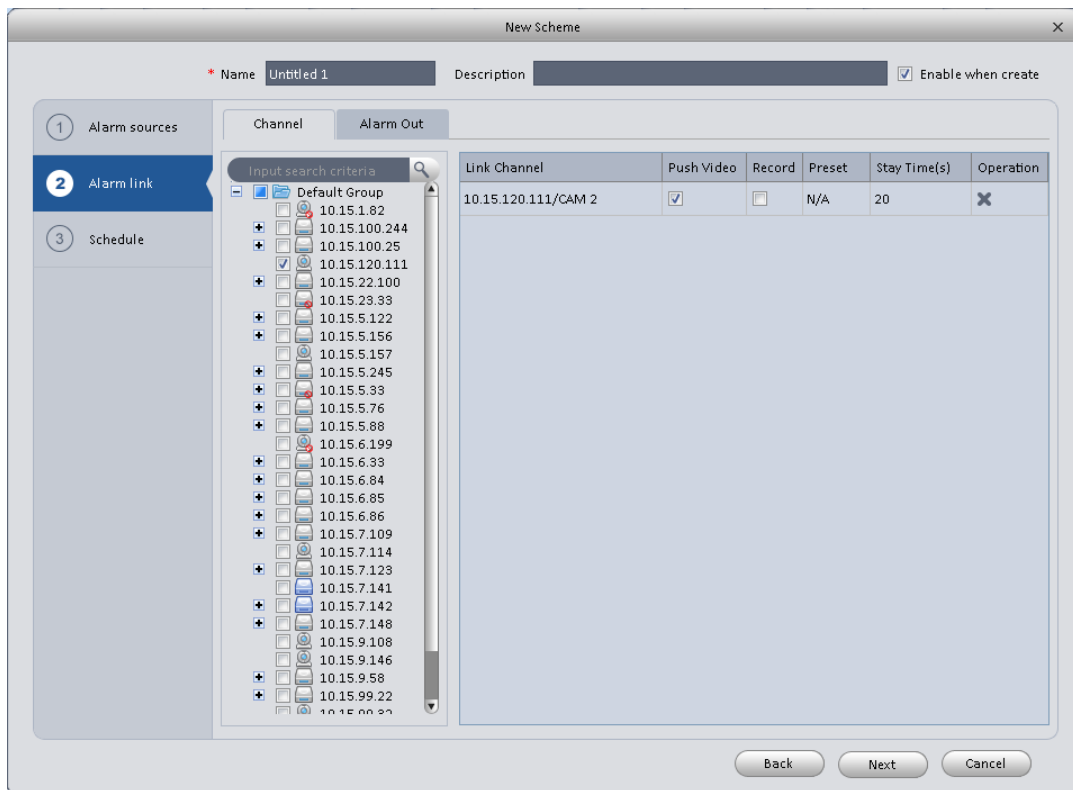 New Scheme
* Name Untitled 1 Description Enable when create
1 Alarm sources
2 Alarm link
3 Schedule
Channel Alarm Out
Input search criteria
Default Group
10.15.1.82
10.15.100.244
10.15.100.25
10.15.120.111
10.15.22.100
10.15.23.33
10.15.5.122
10.15.5.156
10.15.5.157
10.15.5.245
10.15.5.33
10.15.5.76
10.15.5.88
10.15.6.199
10.15.6.33
10.15.6.84
10.15.6.85
10.15.6.86
10.15.7.109
10.15.7.114
10.15.7.123
10.15.7.141
10.15.7.142
10.15.7.148
10.15.9.108
10.15.9.146
10.15.9.58
10.15.99.22
Link Channel Push Video Record Preset Stay Time(s) Operation
10.15.120.111/CAM 2 N/A 20
Back Next Cancel